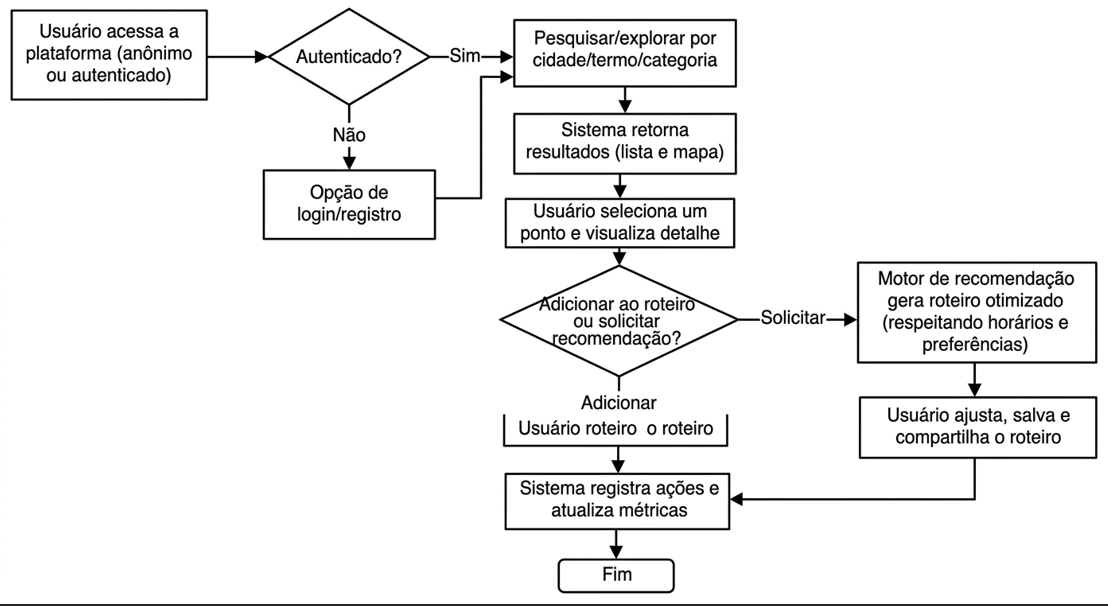 Usuário acessa a
plataforma (anônimo
ou autenticado)
Autenticado?
Sim
Não
Opção de
login/registro
Pesquisar/explorar por
cidade/termo/categoria
Sistema retorna
resultados (lista e mapa)
Usuário seleciona um
ponto e visualiza detalhe
Adicionar ao roteiro
ou solicitar
recomendação?
Solicitar
Motor de recomendação
gera roteiro otimizado
(respeitando horários e
preferências)
Usuário ajusta, salva e
compartilha o roteiro
Adicionar
Usuário roteiro o roteiro
Sistema registra ações e
atualiza métricas
Fim